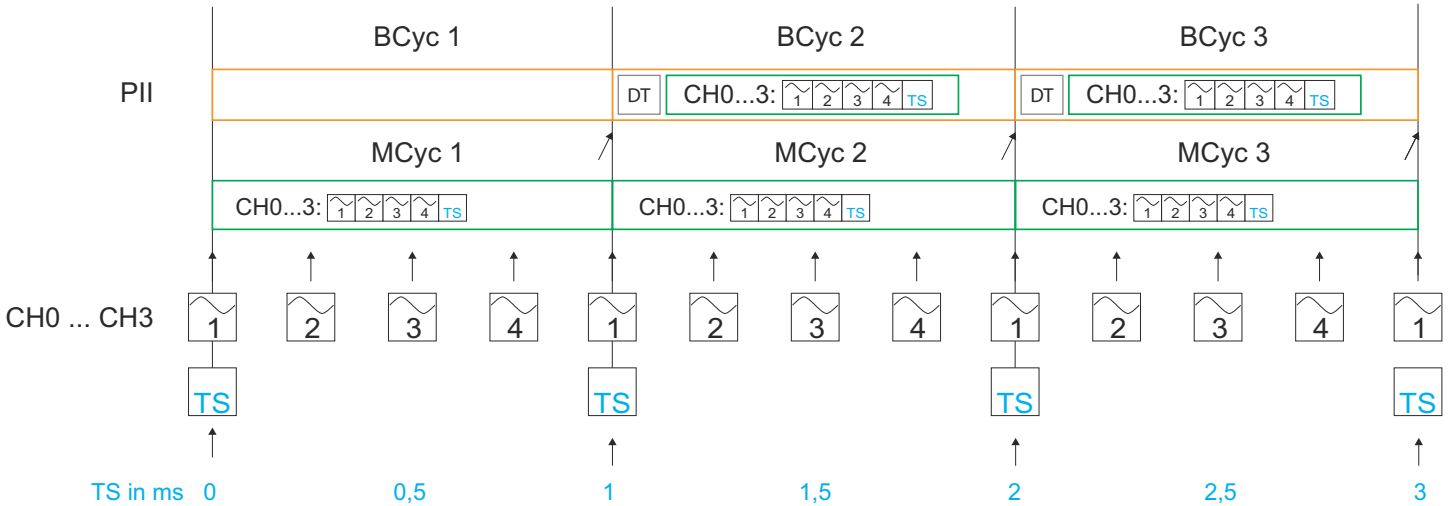 BCyc 1 BCyc 2 BCyc 3
PII DT CH0...3: 1 2 3 4 TS DT CH0...3: 1 2 3 4 TS
MCyc 1 MCyc 2 MCyc 3
CH0...3: 1 2 3 4 TS CH0...3: 1 2 3 4 TS CH0...3: 1 2 3 4 TS
CH0 ... CH3 1 2 3 4 1 2 3 4 1 2 3 4 1
TS TS TS TS
TS in ms 0 0,5 1 1,5 2 2,5 3